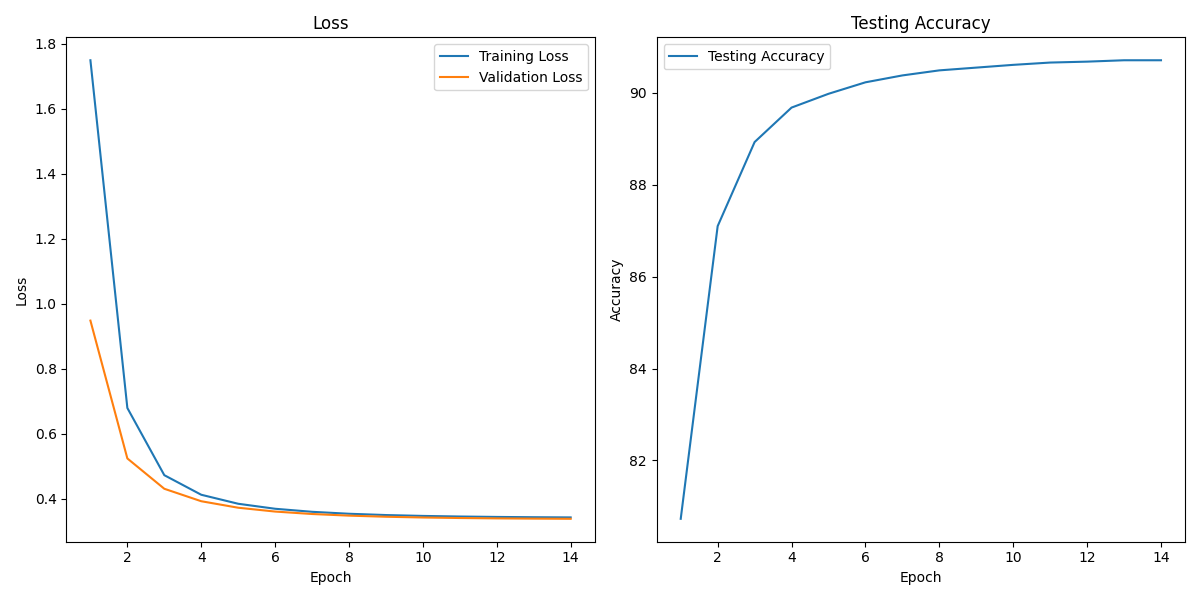 Loss
1.8
1.6
1.4
1.2
1.0
0.8
0.6
0.4
Loss
Training Loss
Validation Loss
2 4 6 8 10 12 14
Epoch
Testing Accuracy
90
88
86
84
82
Accuracy
Testing Accuracy
2 4 6 8 10 12 14
Epoch